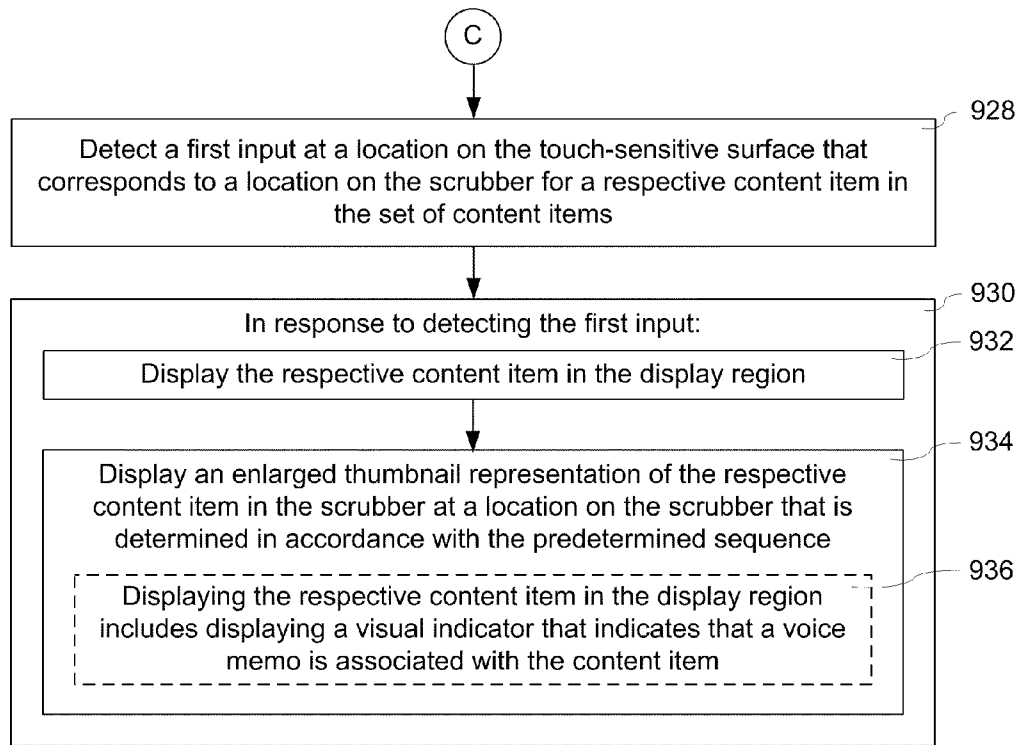 C
928
Detect a first input at a location on the touch-sensitive surface that
corresponds to a location on the scrubber for a respective content item in
the set of content items
930
In response to detecting the first input:
932
Display the respective content item in the display region
934
Display an enlarged thumbnail representation of the respective
content item in the scrubber at a location on the scrubber that is
determined in accordance with the predetermined sequence
936
Displaying the respective content item in the display region
includes displaying a visual indicator that indicates that a voice
memo is associated with the content item